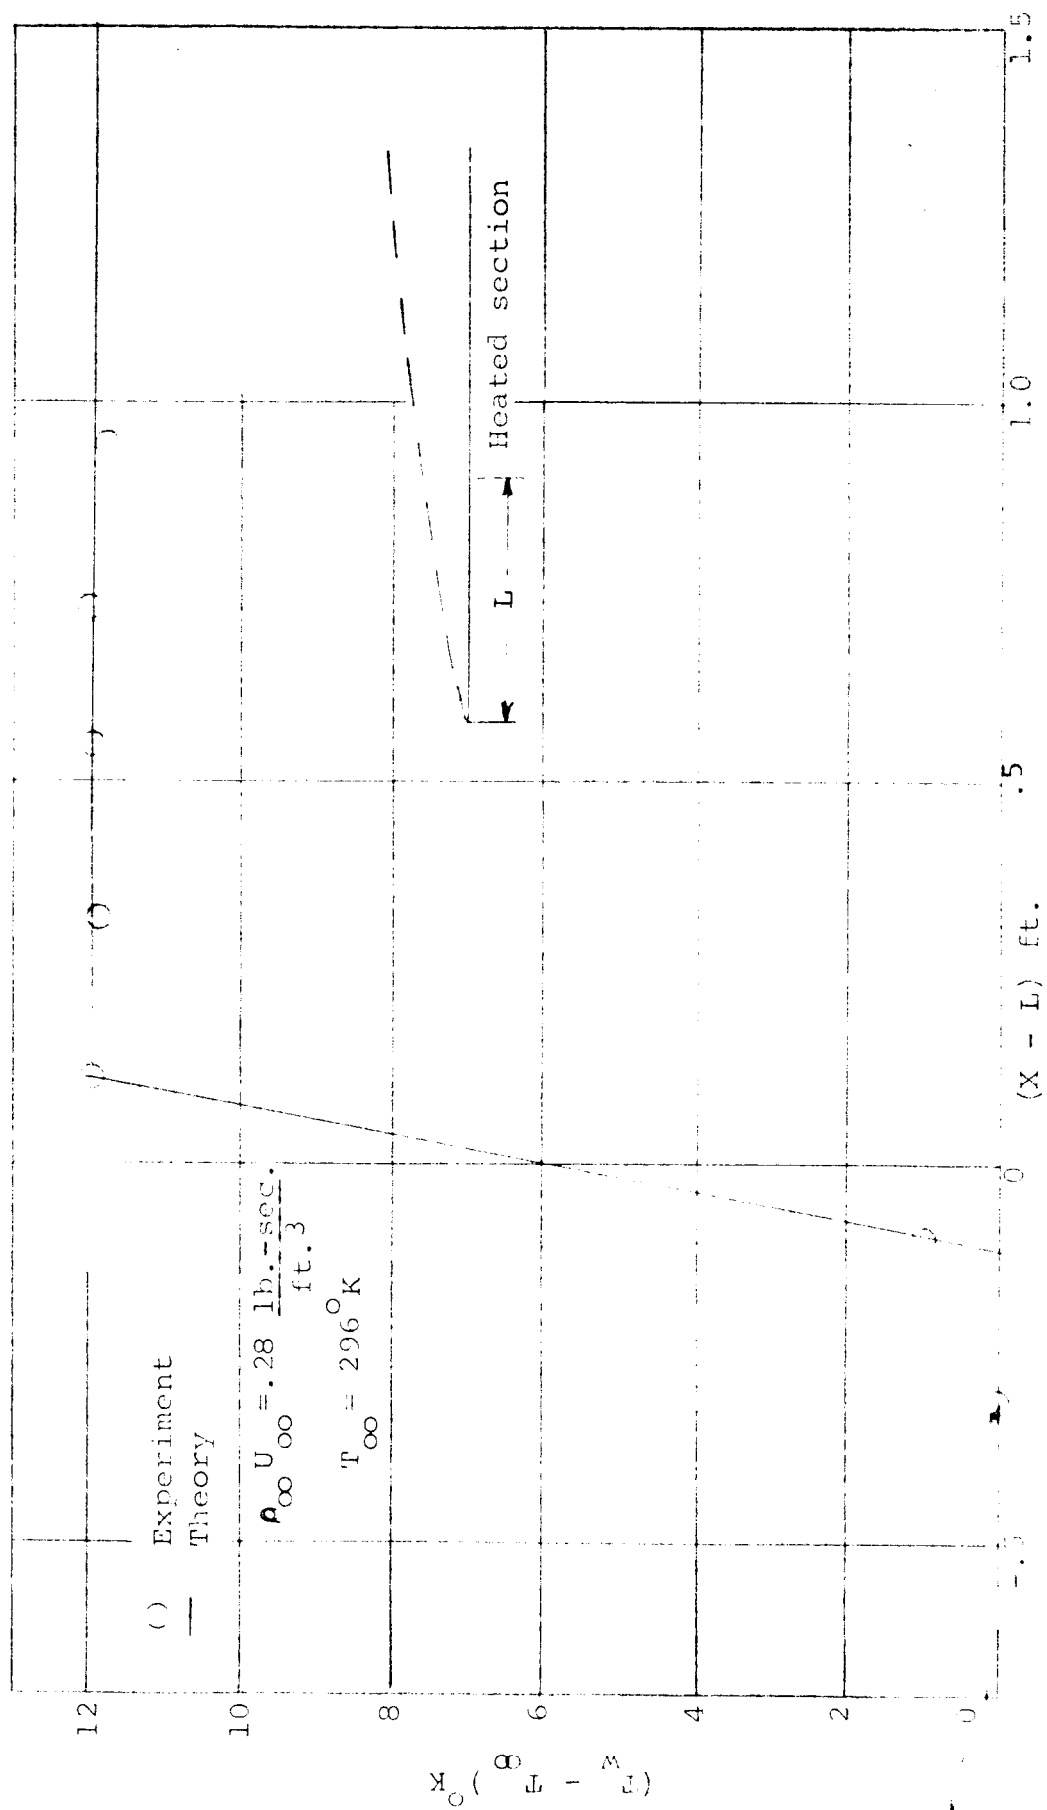 () Experiment
— Theory
ρ∞U∞ = .28 lb.-sec.
ft.3
T∞ = 296°K
L
Heated section
12
10
8
6
4
2
0
(Tw - T∞)°K
0
.5
1.0
1.5
(X - L) ft.